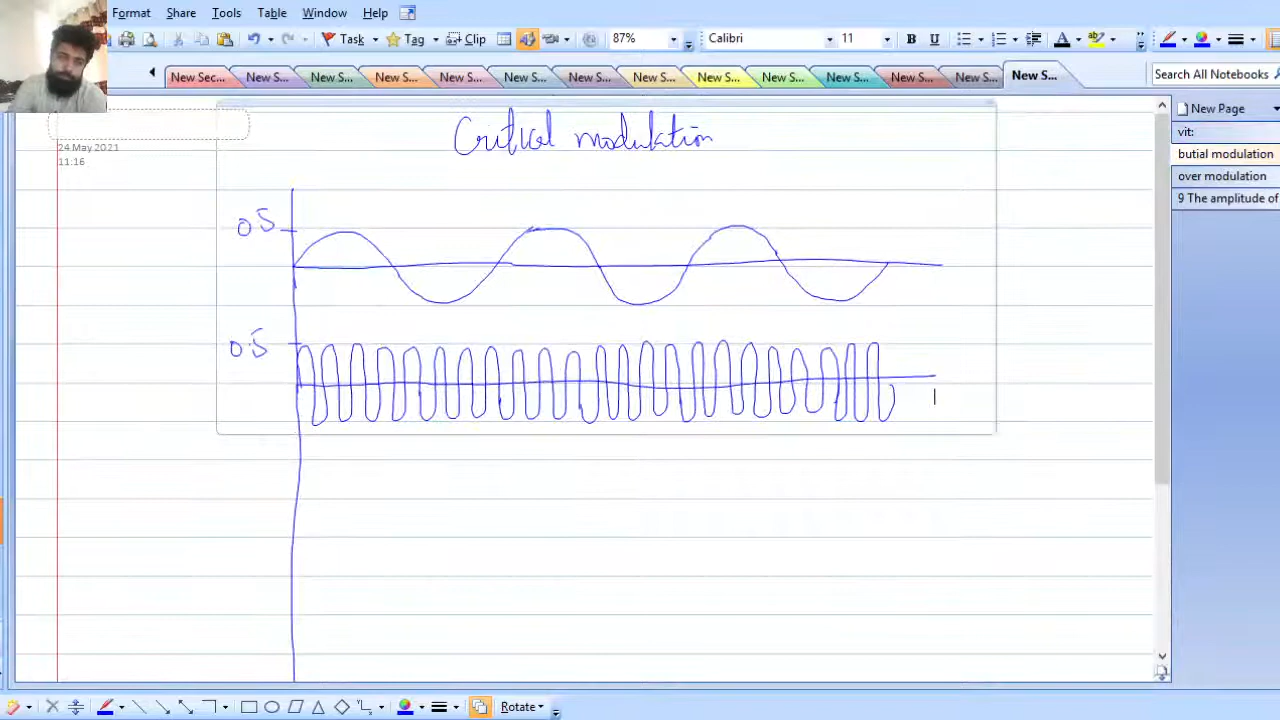 Format Share Tools Table Window Help
Task Tag Clip 87% Calibri 11 B U A
New Sec... New S... New S... New S... New S... New S... New S... New S... New S... New S... New S... New S... New S... New S... Search All Notebooks
New Page
vit:
butial modulation
over modulation
9 The amplitude of
24 May 2021
11:16
Critical modulation
0.5
0.5
Rotate